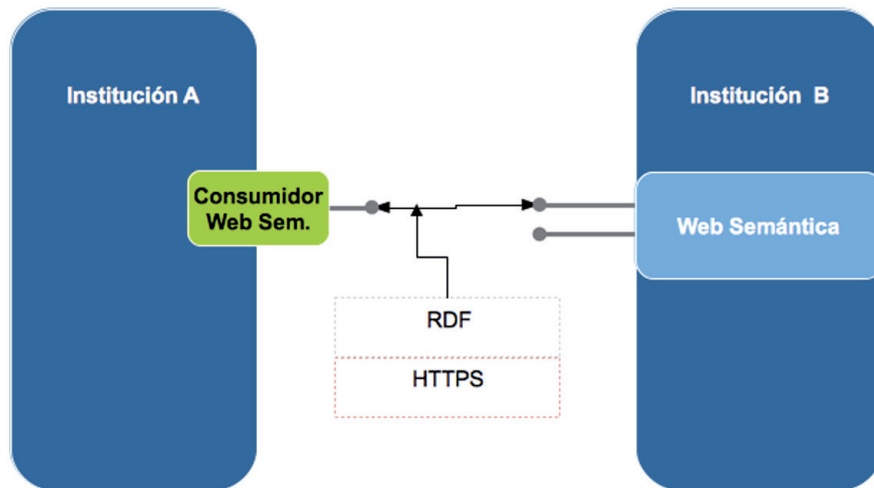 Institución A
Institución B
Consumidor
Web Sem.
Web Semántica
RDF
HTTPS